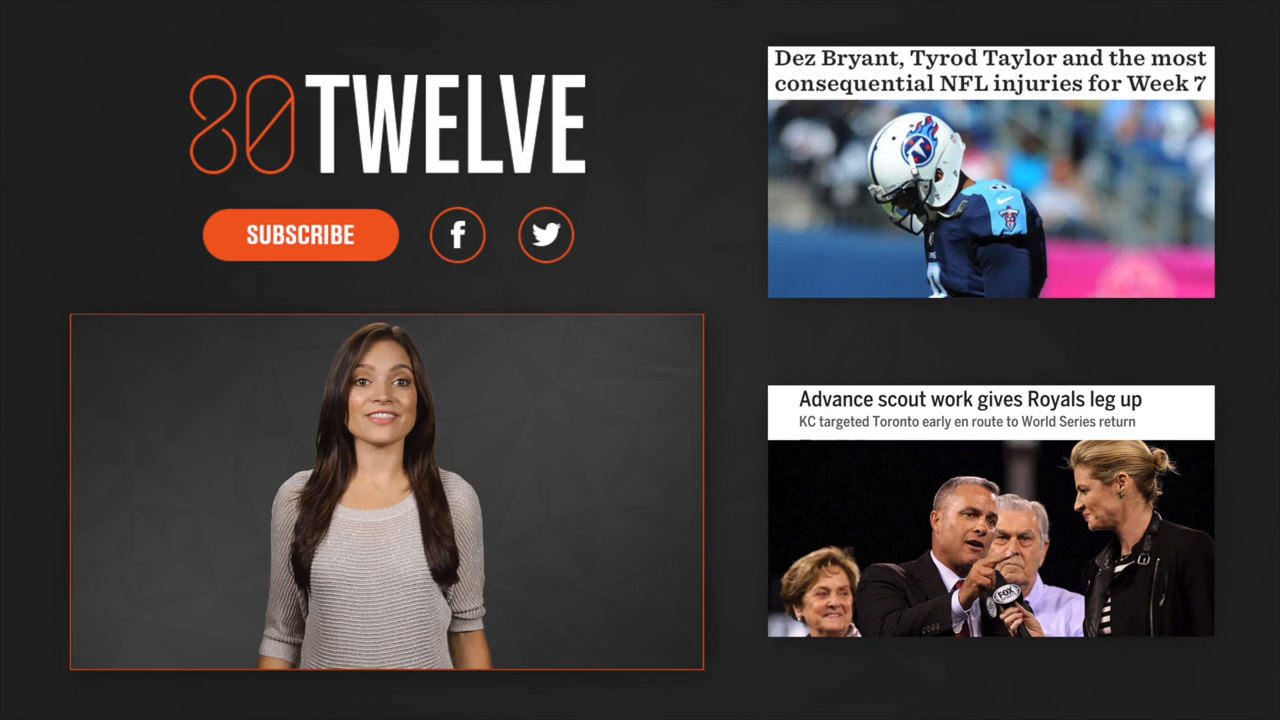 80TWELVE
SUBSCRIBE
f
Dez Bryant, Tyrod Taylor and the most
consequential NFL injuries for Week 7
T
Advance scout work gives Royals leg up
KC targeted Toronto early en route to World Series return
FOX